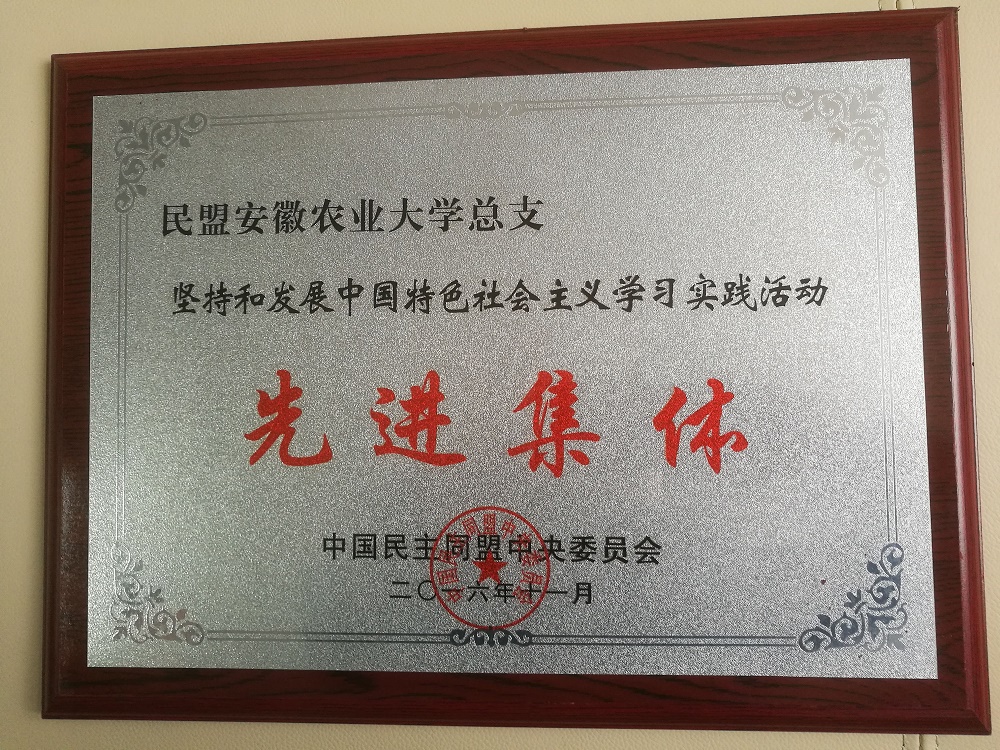 民盟安徽农业大学总支
坚持和发展中国特色社会主义学习实践活动
先进集体
中国民主同盟中央委员会
二〇一六年十一月